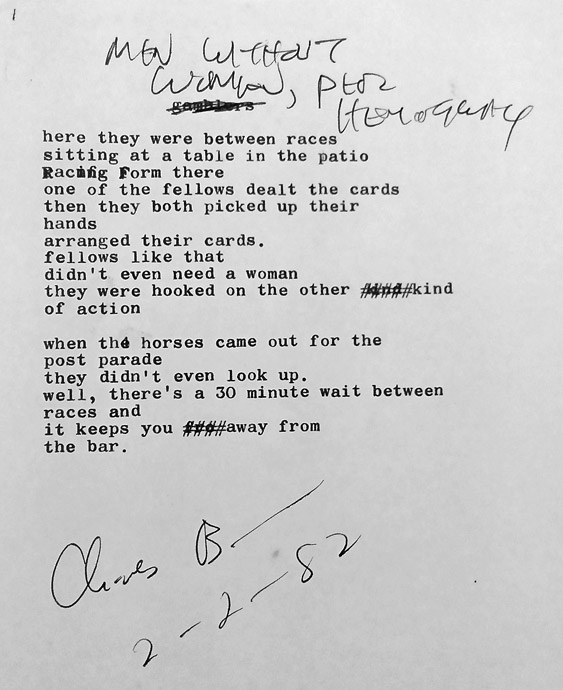 1
MEN WITHOUT
WOMEN, PER
HEMINGWAY
gamblers
here they were between races
sitting at a table in the patio
Racing Form there
one of the fellows dealt the cards
then they both picked up their
hands
arranged their cards.
fellows like that
didn't even need a woman
they were hooked on the other ####kind
of action
when the horses came out for the
post parade
they didn't even look up.
well, there's a 30 minute wait between
races and
it keeps you ####away from
the bar.
Charles B
2-2-82